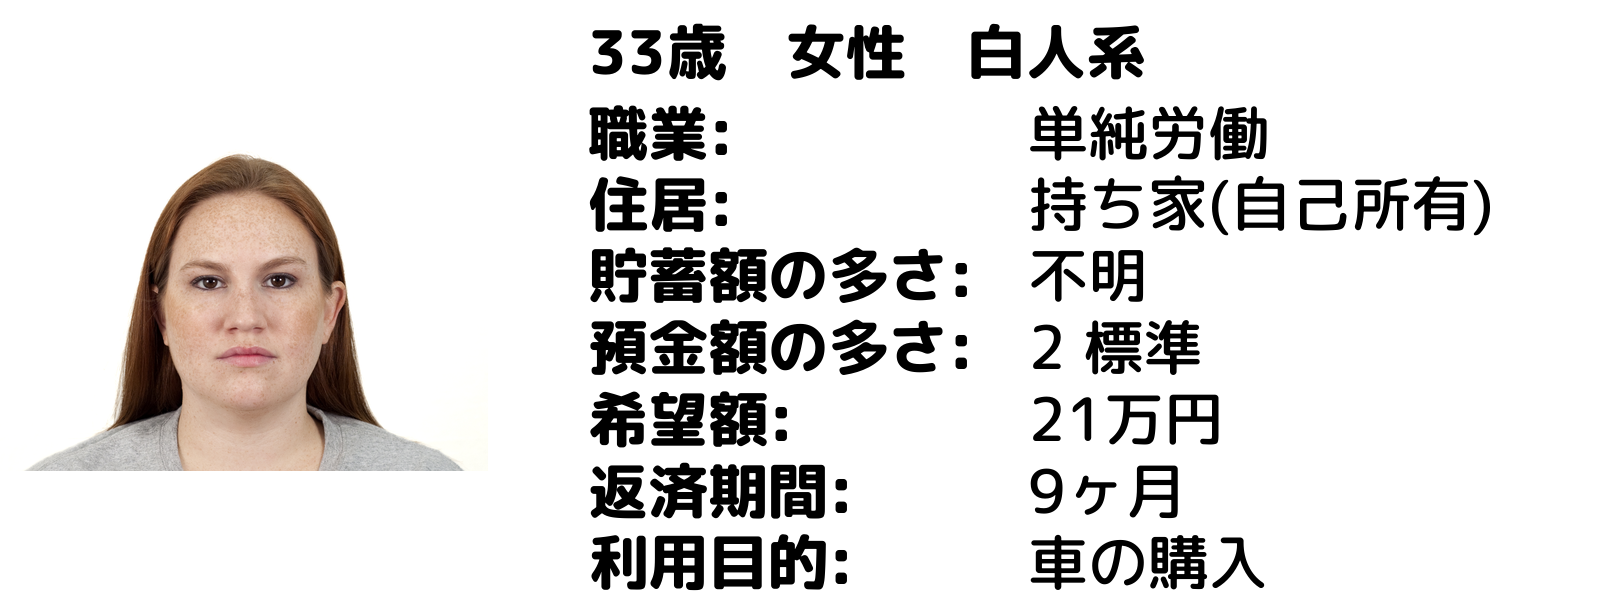 33歳　女性　白人系
職業: 単純労働
住居: 持ち家(自己所有)
貯蓄額の多さ: 不明
預金額の多さ: 2 標準
希望額: 21万円
返済期間: 9ヶ月
利用目的: 車の購入